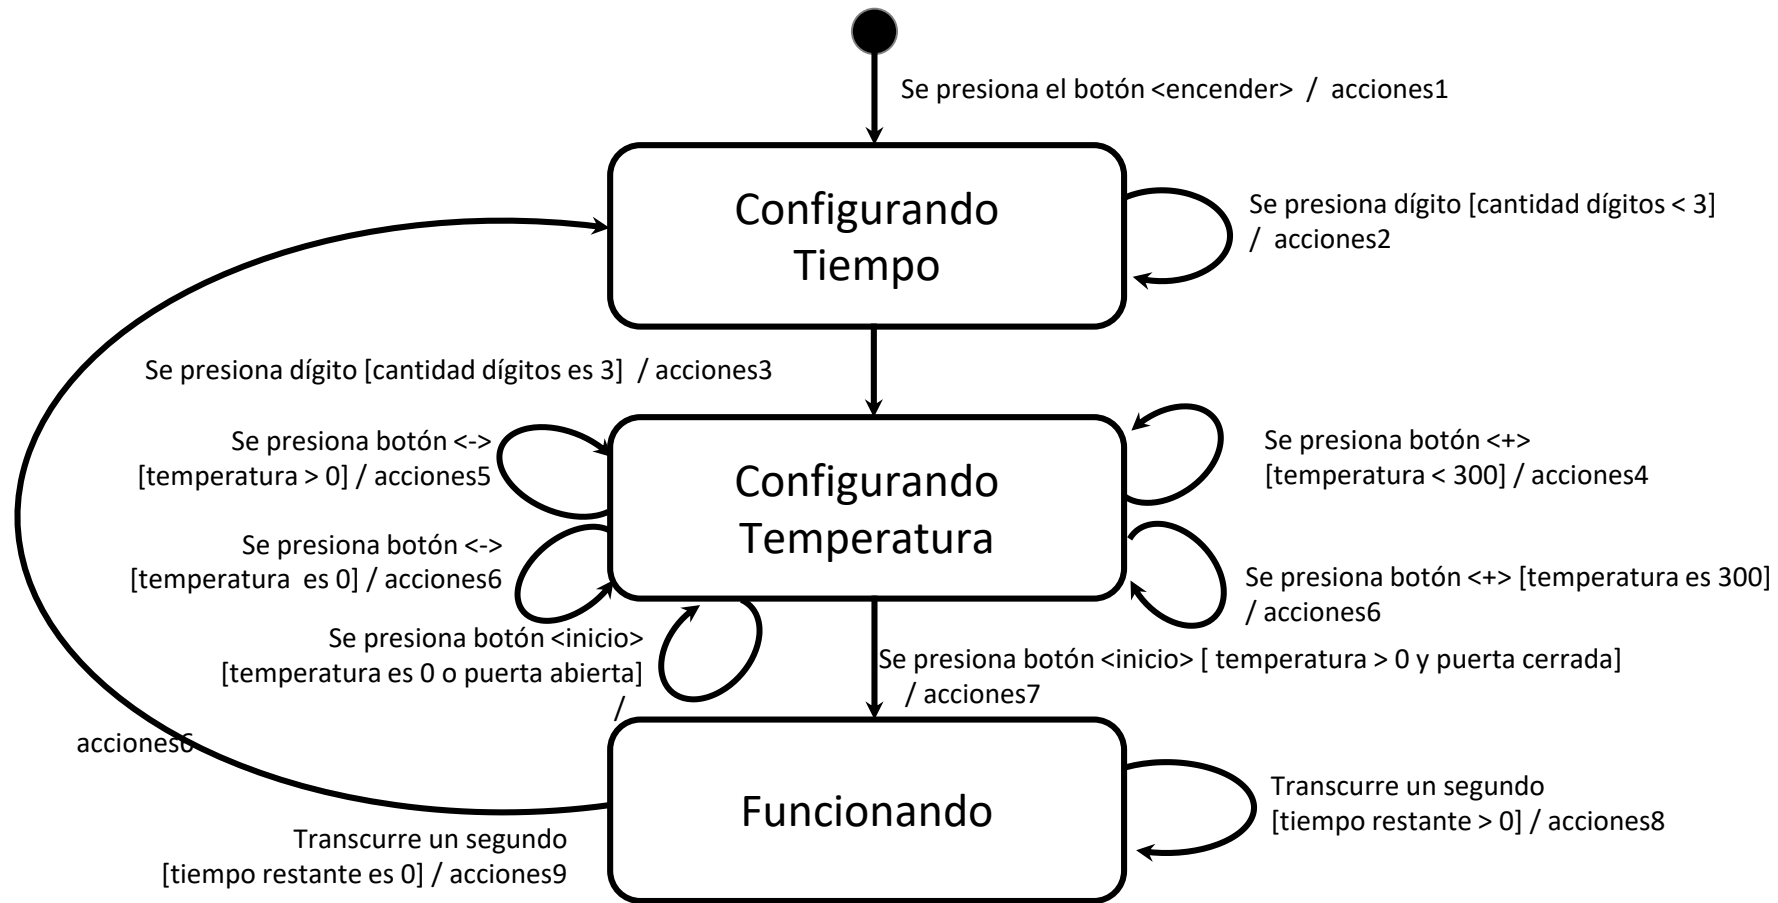 Se presiona el botón <encender> / acciones1
Configurando
Tiempo
Se presiona dígito [cantidad dígitos < 3]
/ acciones2
Se presiona dígito [cantidad dígitos es 3] / acciones3
Se presiona botón <->
[temperatura > 0] / acciones5
Configurando
Temperatura
Se presiona botón <+>
[temperatura < 300] / acciones4
Se presiona botón <->
[temperatura es 0] / acciones6
Se presiona botón <+> [temperatura es 300]
/ acciones6
Se presiona botón <inicio>
[temperatura es 0 o puerta abierta]
/
acciones6
Se presiona botón <inicio> [ temperatura > 0 y puerta cerrada]
/ acciones7
Funcionando
Transcurre un segundo
[tiempo restante > 0] / acciones8
Transcurre un segundo
[tiempo restante es 0] / acciones9